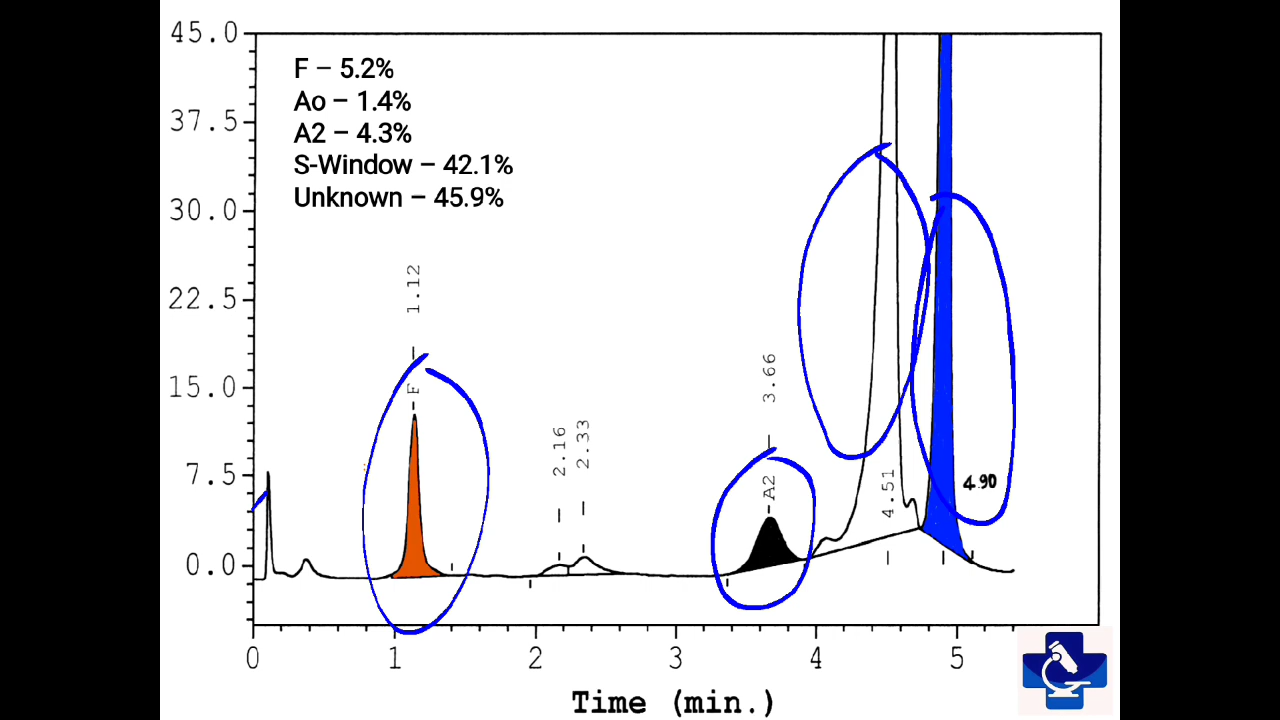 45.0
37.5
30.0
22.5
15.0
7.5
0.0
F – 5.2%
Ao – 1.4%
A2 – 4.3%
S-Window – 42.1%
Unknown – 45.9%
1.12
F
2.16
2.33
3.66
A2
4.51
4.90
0 1 2 3 4 5
Time (min.)